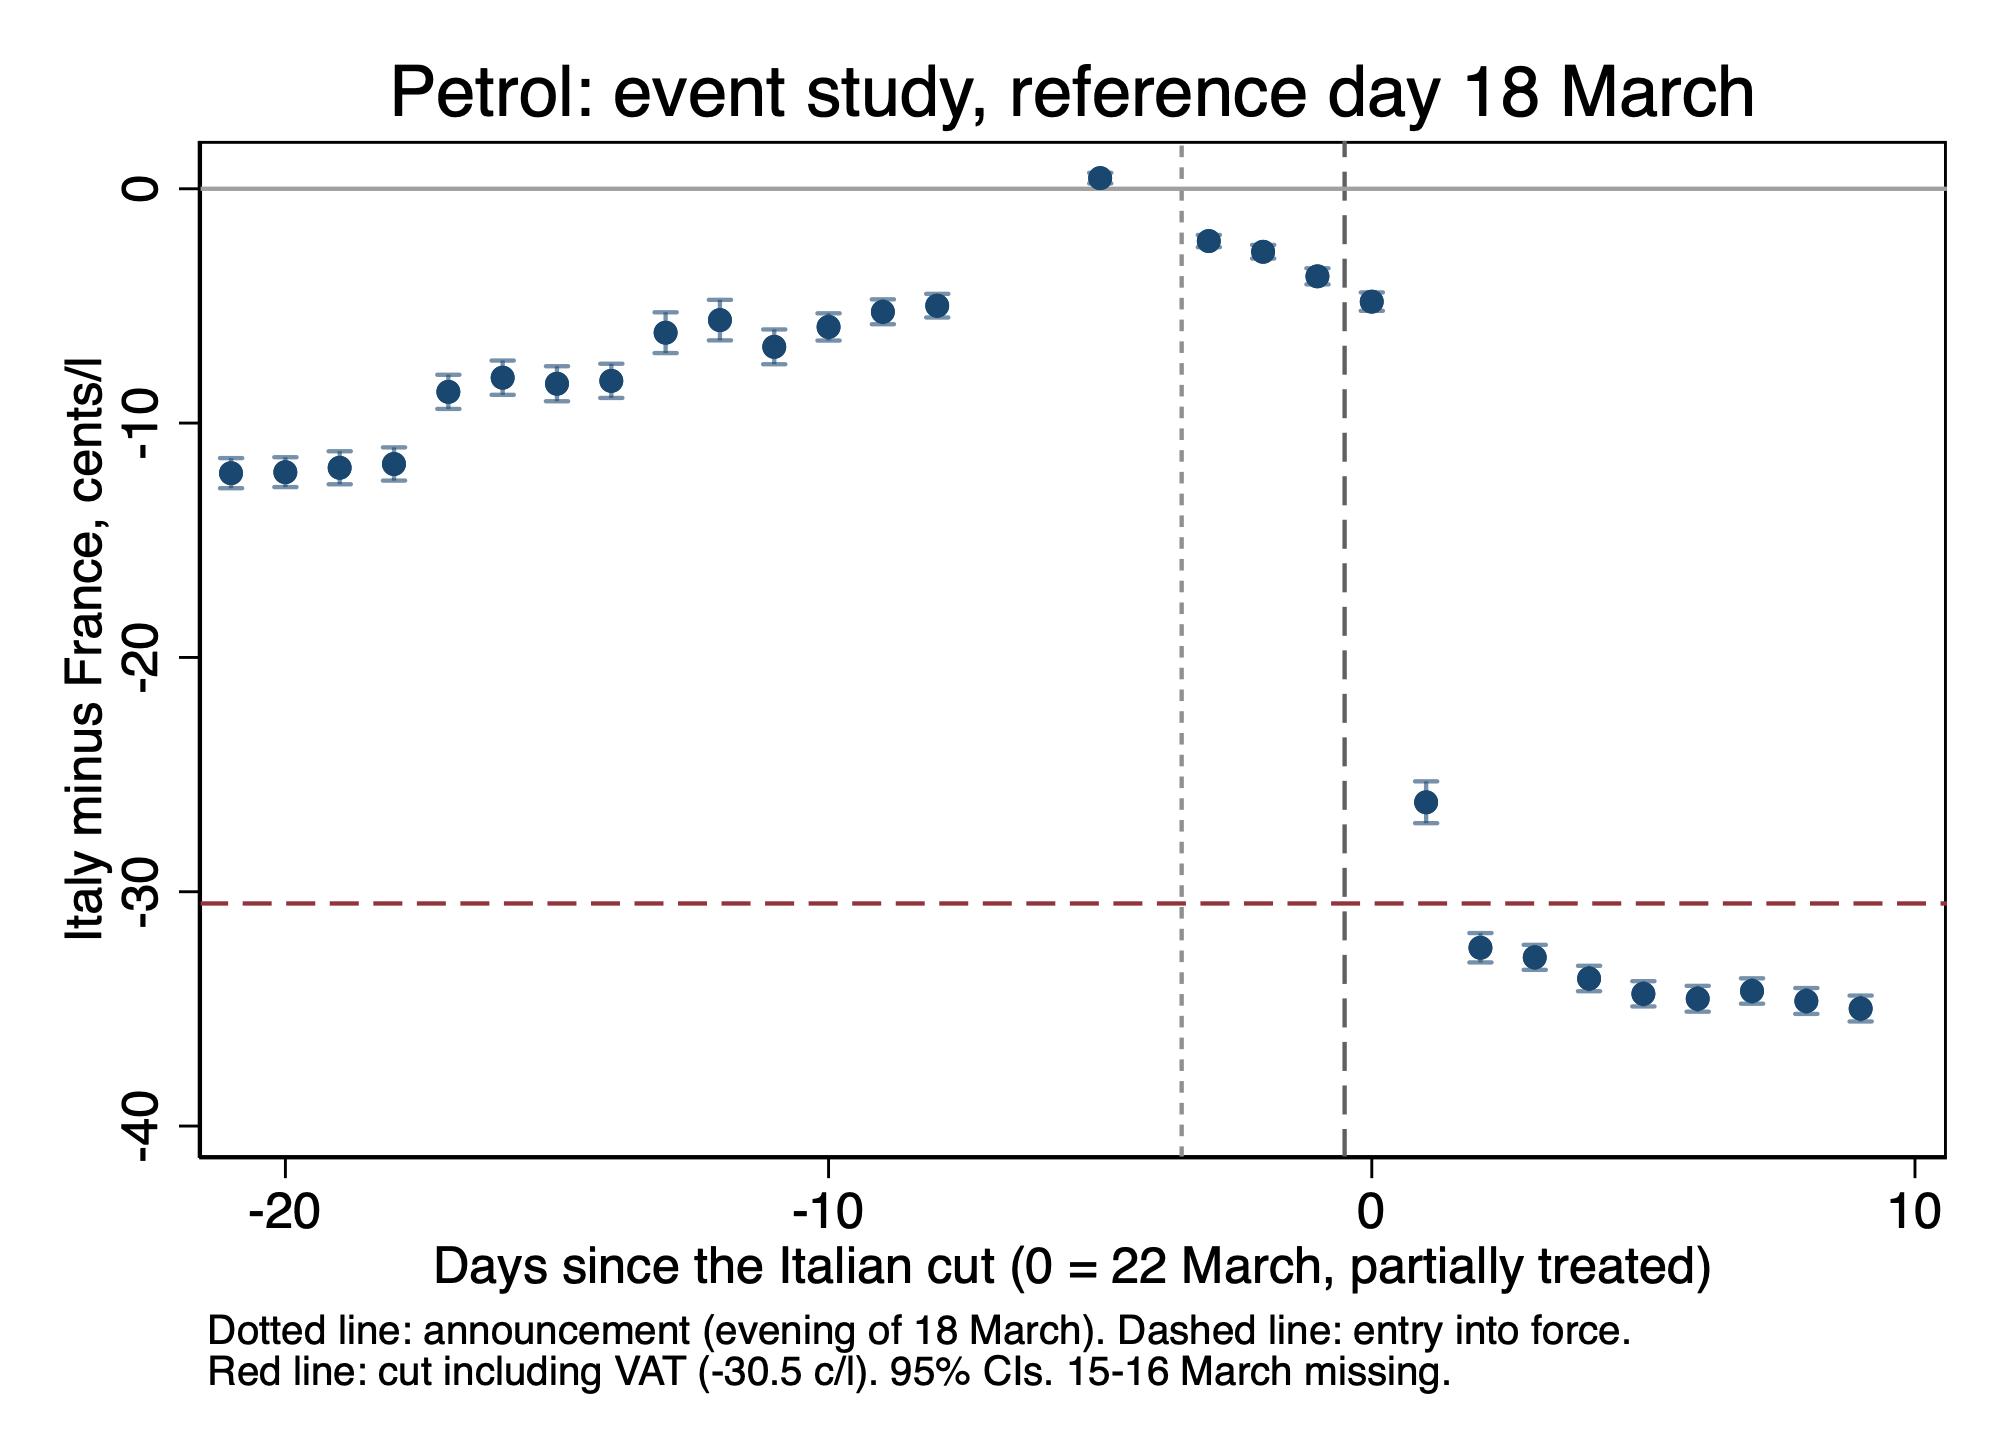 Petrol: event study, reference day 18 March
Italy minus France, cents/l
0
-10
-20
-30
-40
-20
-10
0
10
Days since the Italian cut (0 = 22 March, partially treated)
Dotted line: announcement (evening of 18 March). Dashed line: entry into force.
Red line: cut including VAT (-30.5 c/l). 95% CIs. 15-16 March missing.